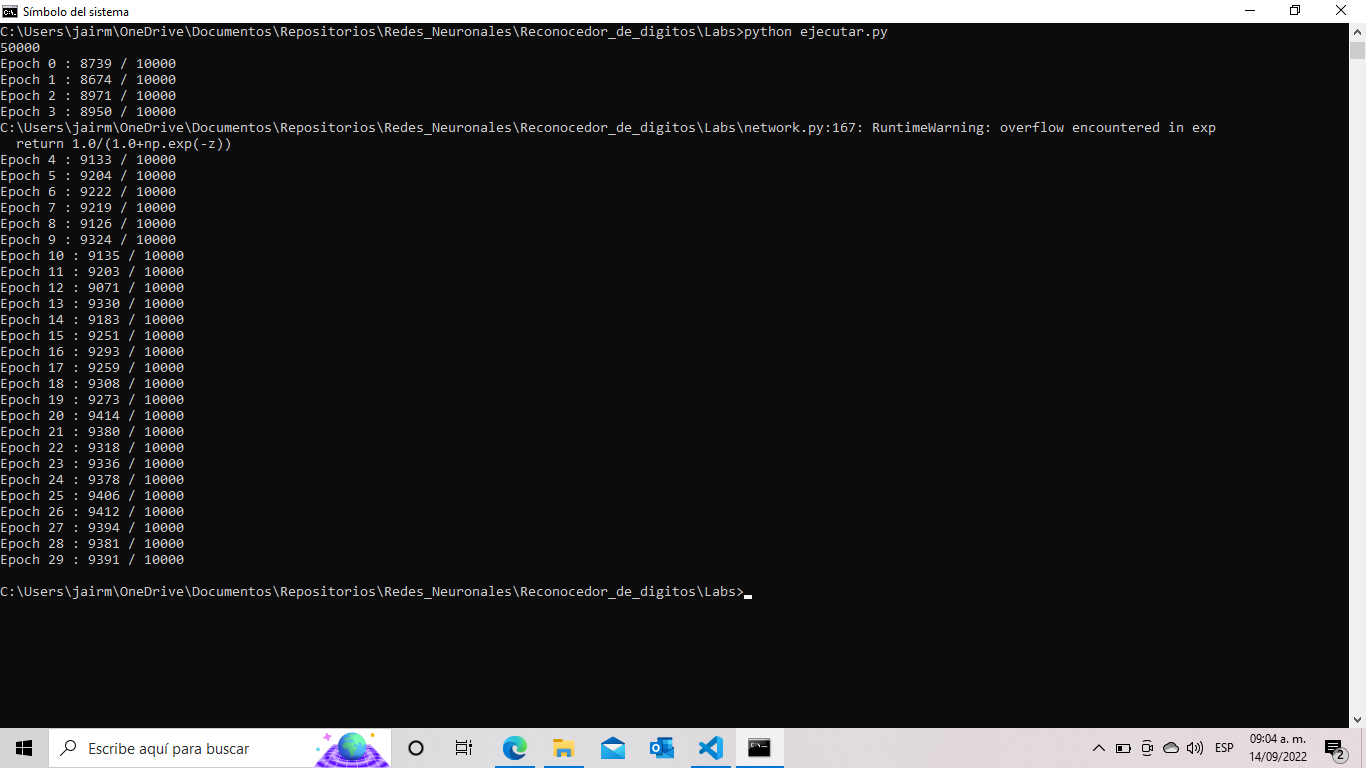 Símbolo del sistema
C:\Users\jairm\OneDrive\Documentos\Repositorios\Redes_Neuronales\Reconocedor_de_digitos\Labs>python ejecutar.py
50000
Epoch 0 : 8739 / 10000
Epoch 1 : 8674 / 10000
Epoch 2 : 8971 / 10000
Epoch 3 : 8950 / 10000
C:\Users\jairm\OneDrive\Documentos\Repositorios\Redes_Neuronales\Reconocedor_de_digitos\Labs\network.py:167: RuntimeWarning: overflow encountered in exp
  return 1.0/(1.0+np.exp(-z))
Epoch 4 : 9133 / 10000
Epoch 5 : 9204 / 10000
Epoch 6 : 9222 / 10000
Epoch 7 : 9219 / 10000
Epoch 8 : 9126 / 10000
Epoch 9 : 9324 / 10000
Epoch 10 : 9135 / 10000
Epoch 11 : 9203 / 10000
Epoch 12 : 9071 / 10000
Epoch 13 : 9330 / 10000
Epoch 14 : 9183 / 10000
Epoch 15 : 9251 / 10000
Epoch 16 : 9293 / 10000
Epoch 17 : 9259 / 10000
Epoch 18 : 9308 / 10000
Epoch 19 : 9273 / 10000
Epoch 20 : 9414 / 10000
Epoch 21 : 9380 / 10000
Epoch 22 : 9318 / 10000
Epoch 23 : 9336 / 10000
Epoch 24 : 9378 / 10000
Epoch 25 : 9406 / 10000
Epoch 26 : 9412 / 10000
Epoch 27 : 9394 / 10000
Epoch 28 : 9381 / 10000
Epoch 29 : 9391 / 10000
C:\Users\jairm\OneDrive\Documentos\Repositorios\Redes_Neuronales\Reconocedor_de_digitos\Labs>
Escribe aquí para buscar
ESP
09:04 a. m.
14/09/2022
2